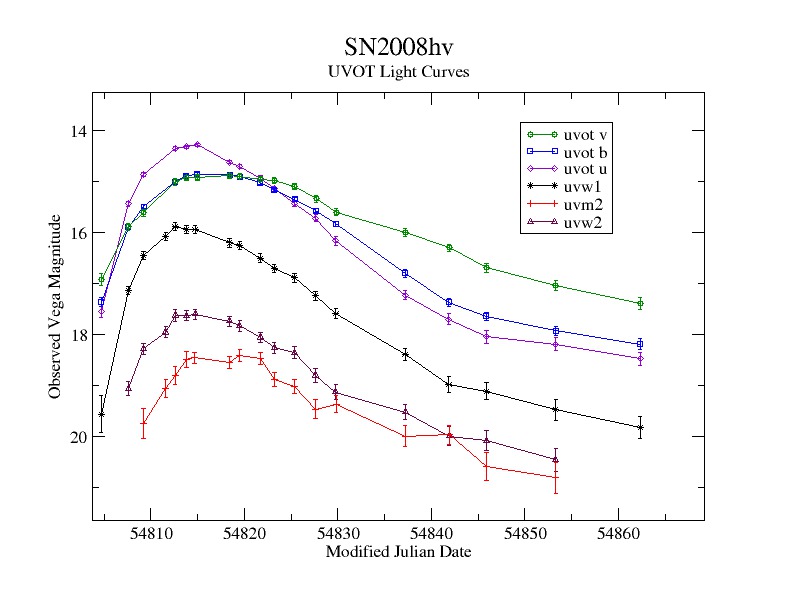 SN2008hv
UVOT Light Curves
14
16
18
20
Observed Vega Magnitude
uvot v
uvot b
uvot u
uvw1
uvm2
uvw2
54810 54820 54830 54840 54850 54860
Modified Julian Date